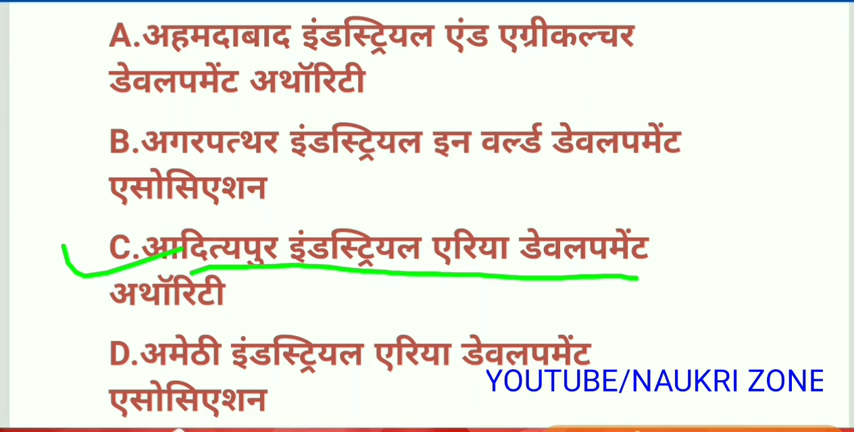 A.अहमदाबाद इंडस्ट्रियल एंड एग्रीकल्चर
डेवलपमेंट अथॉरिटी
B.अगरपत्थर इंडस्ट्रियल इन वर्ल्ड डेवलपमेंट
एसोसिएशन
C.आदित्यपुर इंडस्ट्रियल एरिया डेवलपमेंट
अथॉरिटी
D.अमेठी इंडस्ट्रियल एरिया डेवलपमेंट
एसोसिएशन
YOUTUBE/NAUKRI ZONE